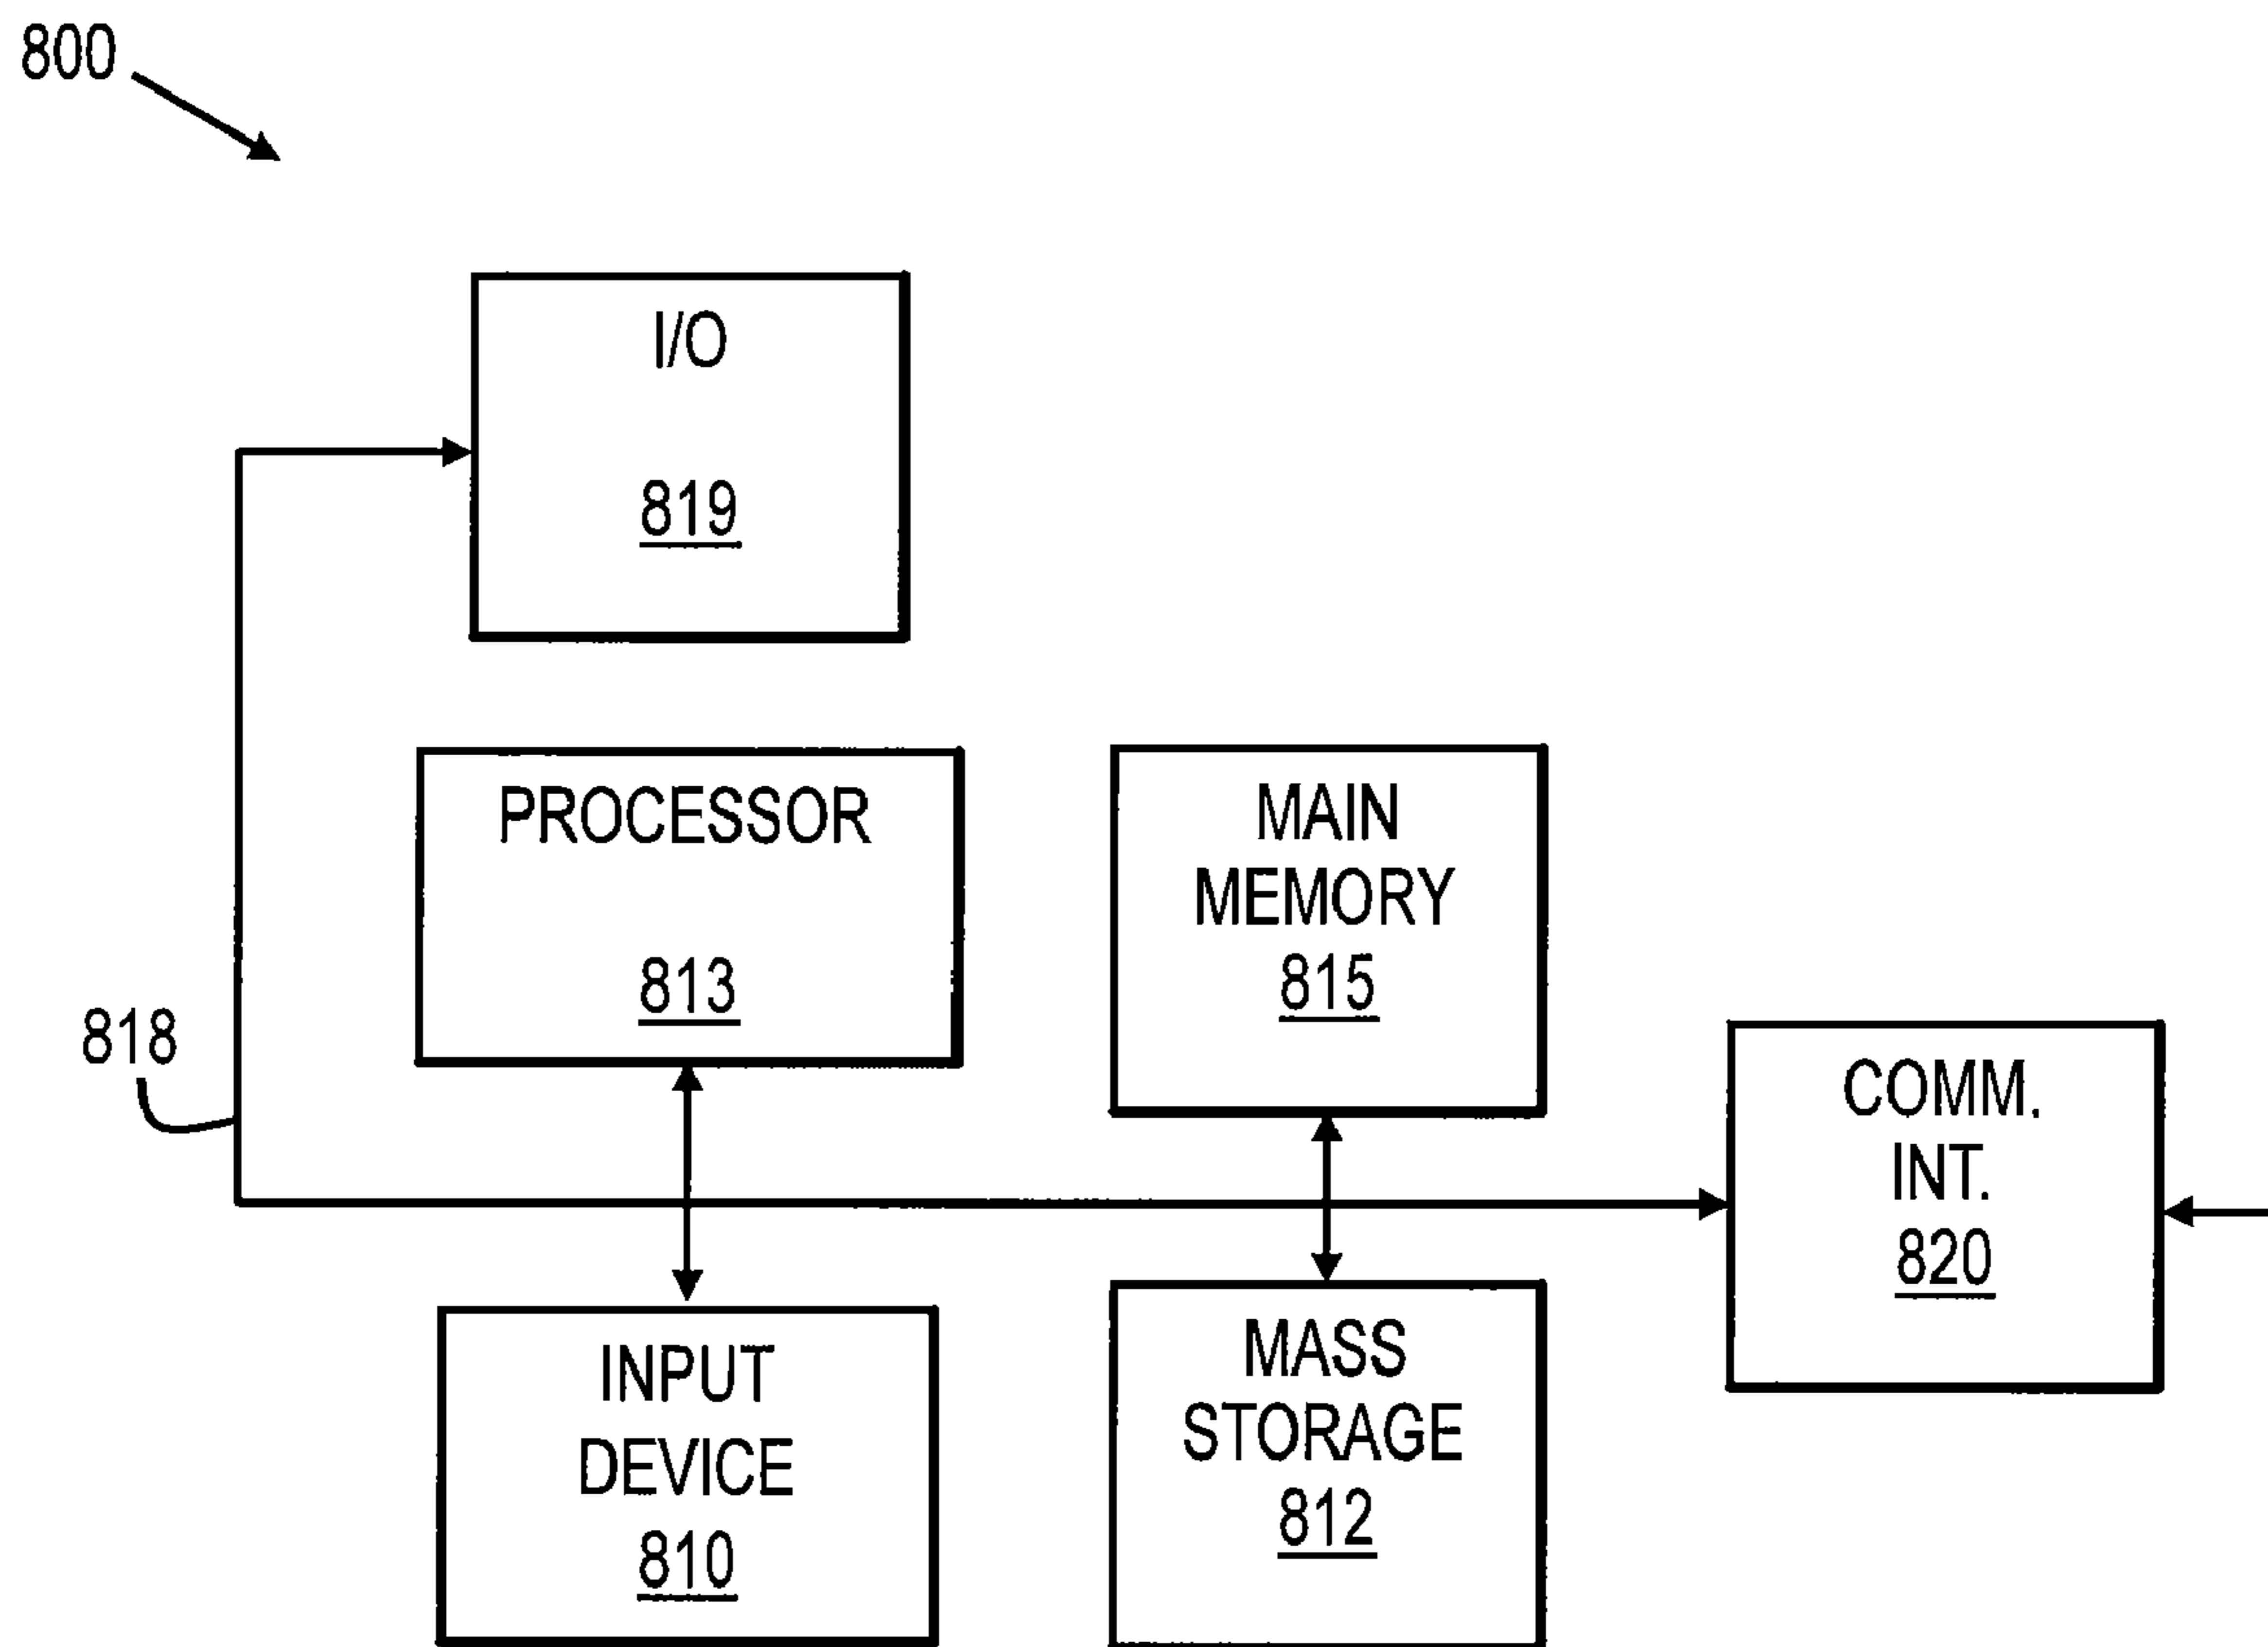 800
I/O
819
PROCESSOR
813
MAIN
MEMORY
815
818
COMM.
INT.
820
INPUT
DEVICE
810
MASS
STORAGE
812